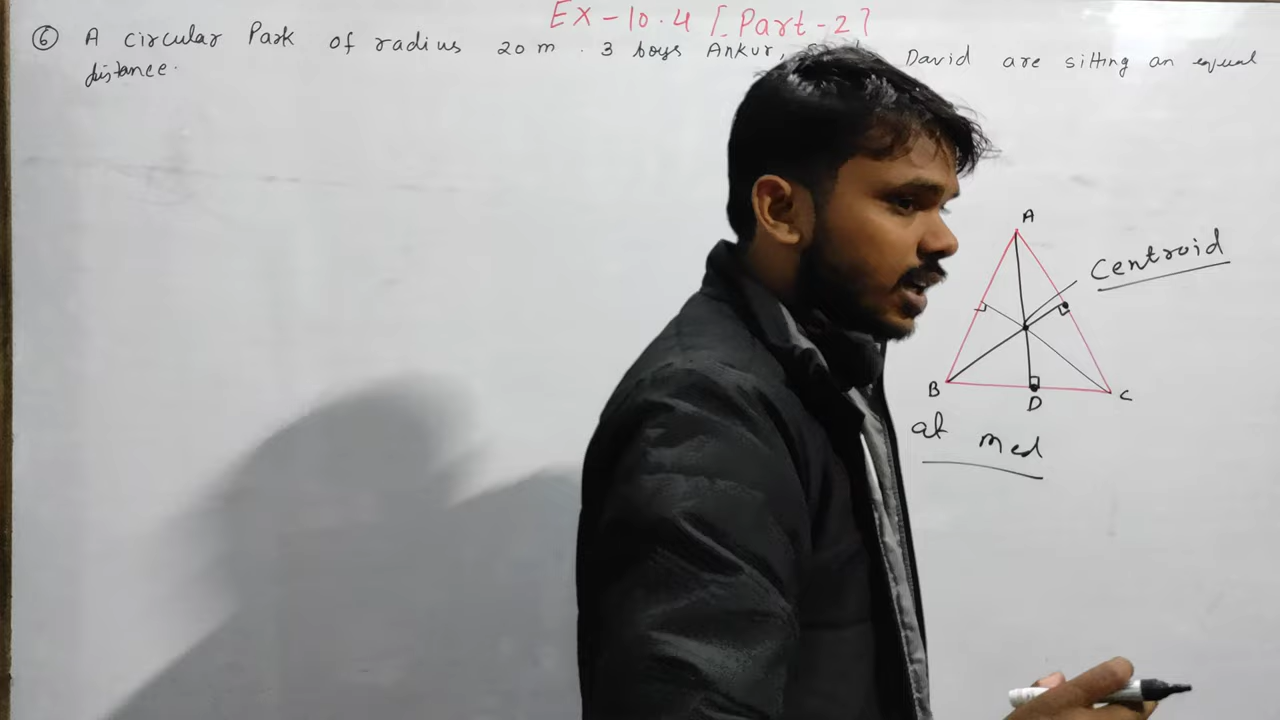 Ex-10.4 [Part-2]
⑥ A circular Park of radius 20 m . 3 boys Ankur, David are sitting an equal
distance.
A
Centroid
B
D
C
at med